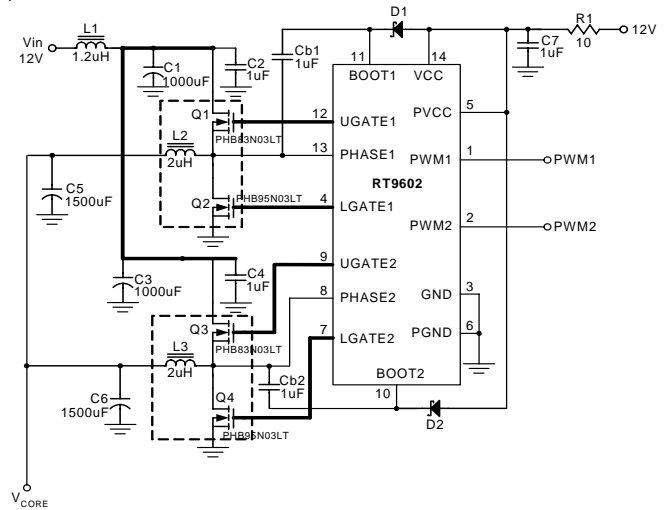 D1
L1
R1
Vin
12V
1.2uH
12V
10
C7
1uF
Cb1
1uF
C2
1uF
C1
1000uF
11
14
BOOT1
VCC
Q1
12
UGATE1
PVCC
5
PHB83N03LT
L2
2uH
13
PHASE1
PWM1
1
PWM1
RT9602
C5
1500uF
Q2
PHB95N03LT
4
LGATE1
PWM2
2
PWM2
9
UGATE2
C4
1uF
C3
1000uF
8
PHASE2
GND
3
Q3
7
LGATE2
PGND
6
PHB83N03LT
L3
2uH
BOOT2
Cb2
1uF
10
C6
1500uF
Q4
D2
PHB95N03LT
VCORE